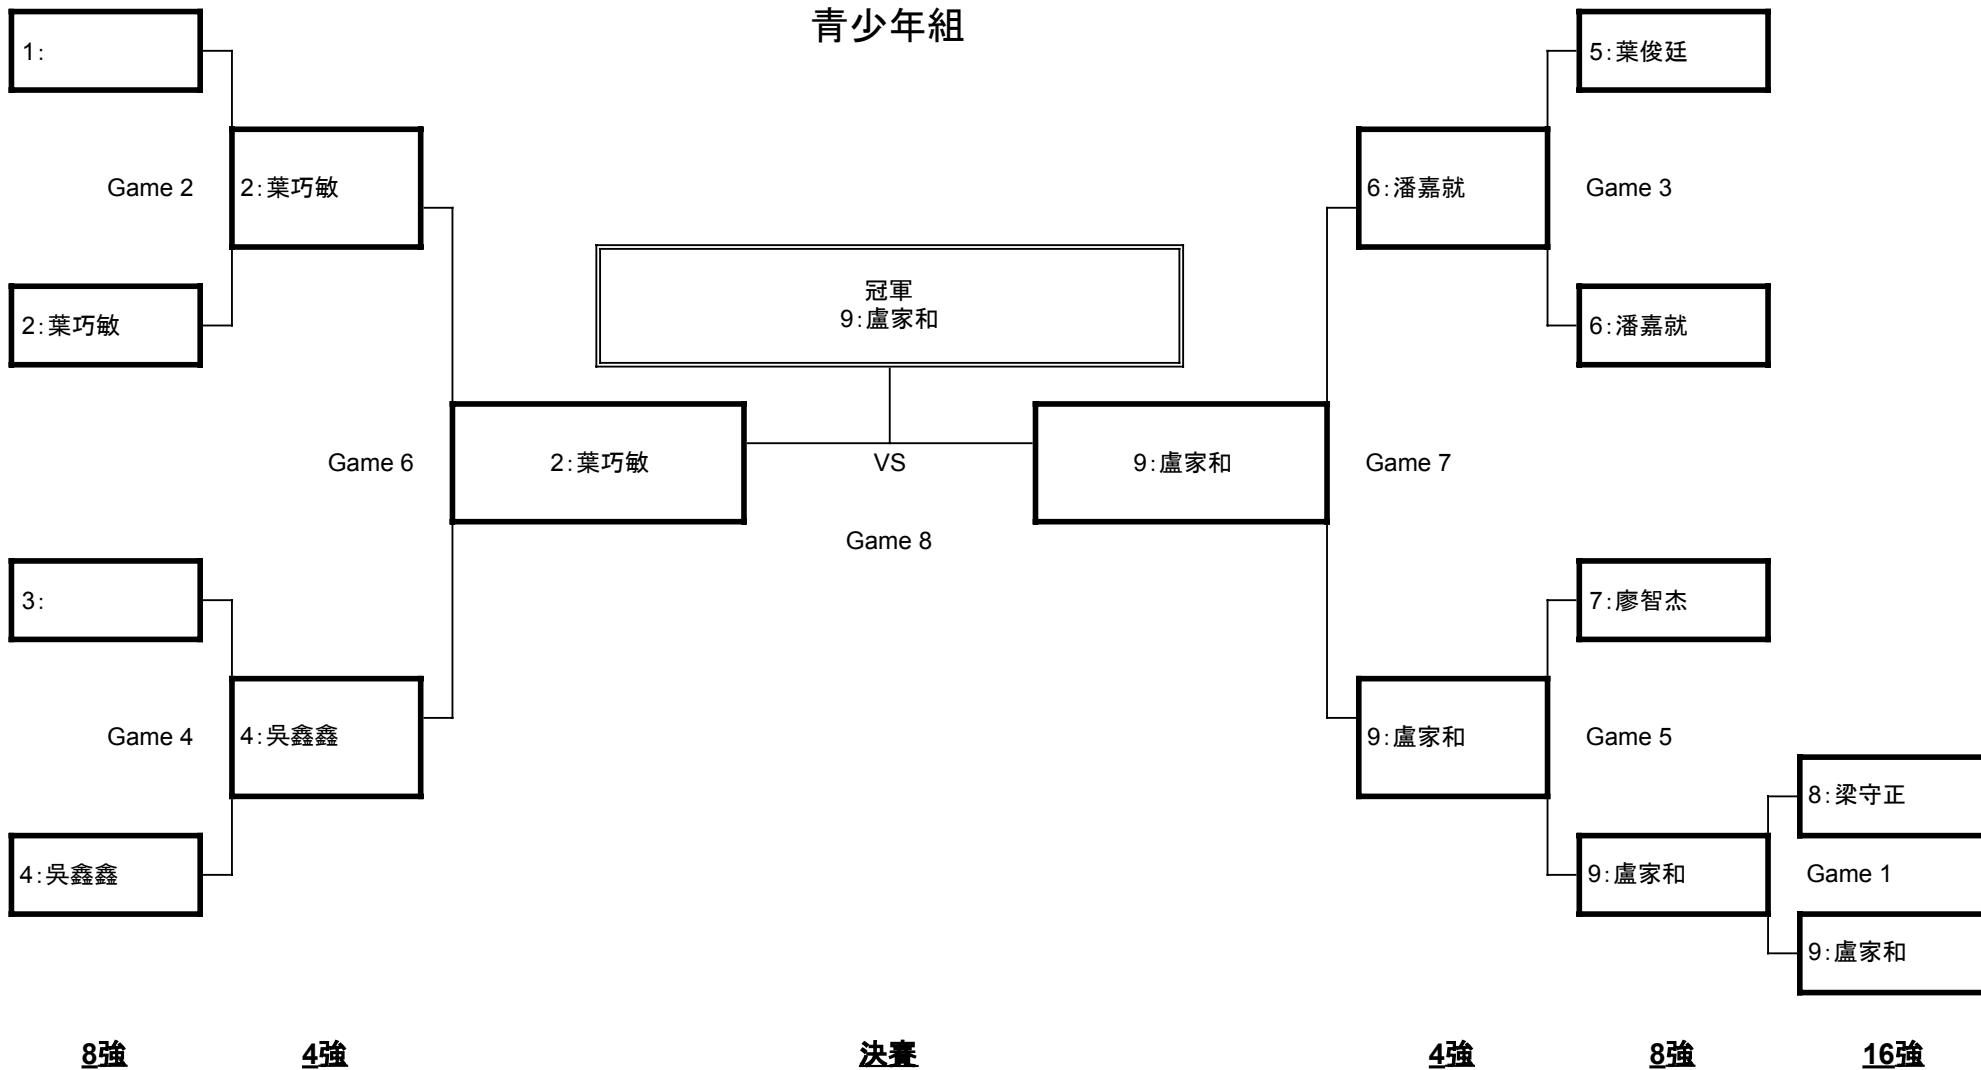 青少年組
1:
5:葉俊廷
Game 2
2:葉巧敏
6:潘嘉就
Game 3
冠軍
9:盧家和
2:葉巧敏
6:潘嘉就
Game 6
2:葉巧敏
VS
9:盧家和
Game 7
Game 8
3:
7:廖智杰
Game 4
4:吳鑫鑫
9:盧家和
Game 5
8:梁守正
4:吳鑫鑫
9:盧家和
Game 1
9:盧家和
8強
4強
決賽
4強
8強
16強